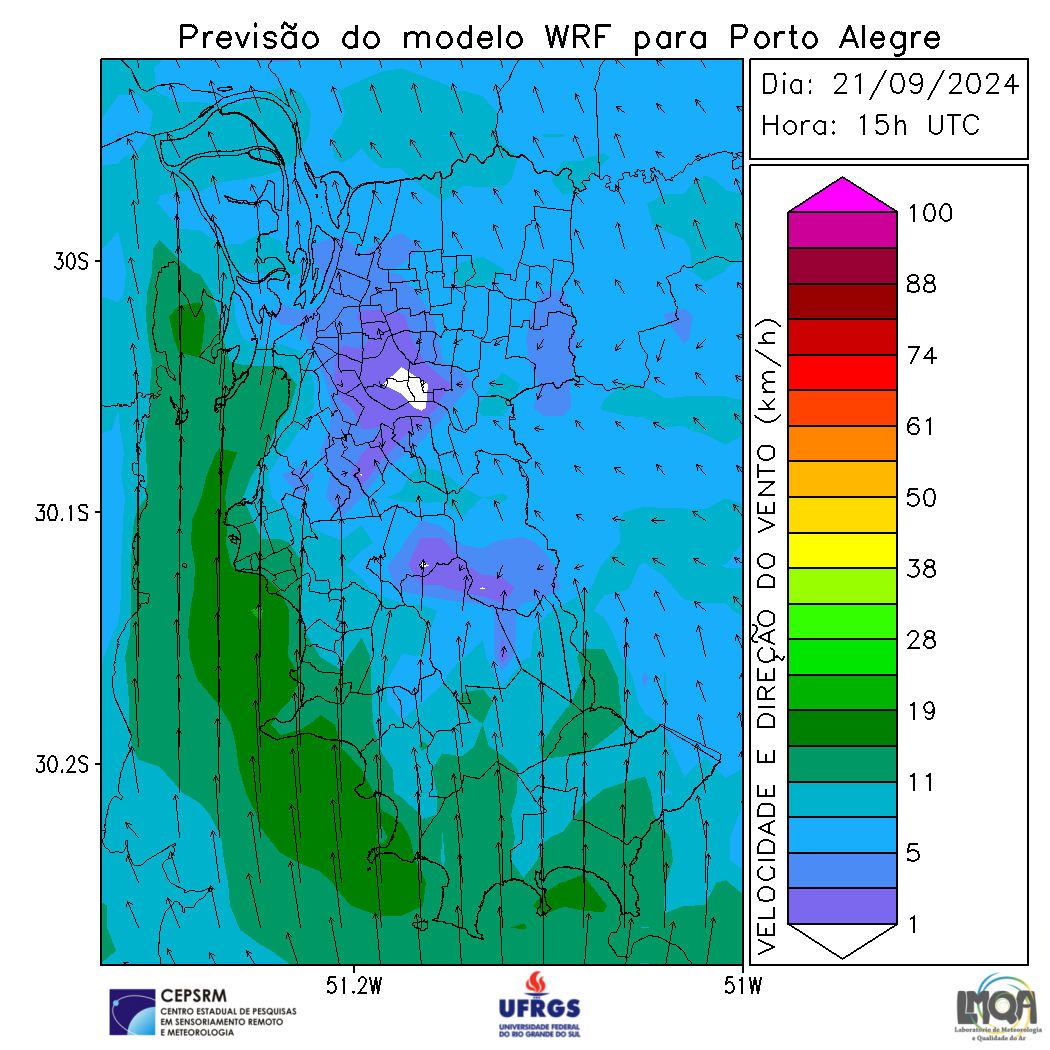 Previsão do modelo WRF para Porto Alegre
Dia: 21/09/2024
Hora: 15h UTC
30S
30.1S
30.2S
51.2W
51W
VELOCIDADE E DIREÇÃO DO VENTO (km/h)
100
88
74
61
50
38
28
19
11
5
1
CEPSRM
CENTRO ESTADUAL DE PESQUISAS
EM SENSORIAMENTO REMOTO
E METEOROLOGIA
UFRGS
UNIVERSIDADE FEDERAL
DO RIO GRANDE DO SUL
LMQA
Laboratório de Meteorologia
e Qualidade do Ar